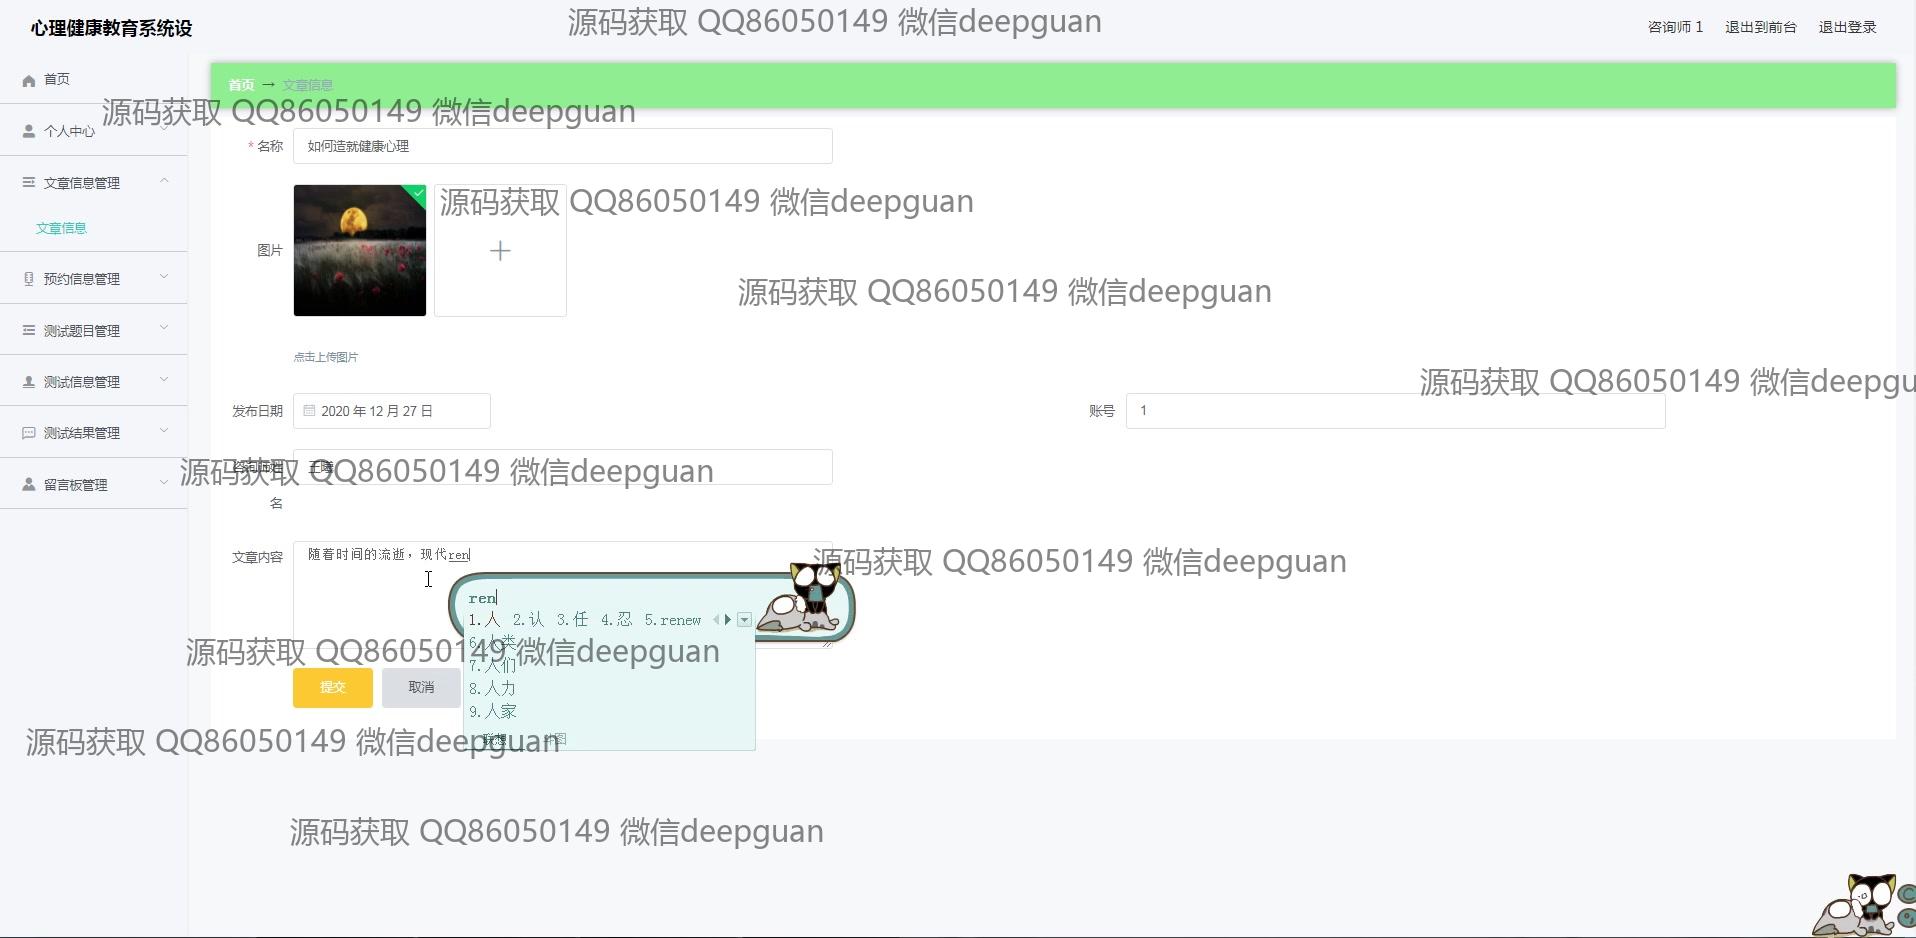 心理健康教育系统设
源码获取 QQ86050149 微信deepguan
咨询师 1
退出到前台
退出登录
首页
首页 → 文章信息
源码获取 QQ86050149 微信deepguan
个人中心
* 名称
如何造就健康心理
文章信息管理
源码获取 QQ86050149 微信deepguan
文章信息
图片
预约信息管理
源码获取 QQ86050149 微信deepguan
测试题目管理
点击上传图片
测试信息管理
源码获取 QQ86050149 微信deepgu
发布日期
2020 年 12 月 27 日
账号
1
测试结果管理
咨询师姓
名
源码获取 QQ86050149 微信deepguan
留言板管理
文章内容
随着时间的流逝，现代ren
源码获取 QQ86050149 微信deepguan
ren
1.人 2.认 3.任 4.忍 5.renew
6.人类
源码获取 QQ86050149 微信deepguan
7.人们
提交
取消
8.人力
9.人家
联想
源码获取 QQ86050149 微信deepguan
源码获取 QQ86050149 微信deepguan